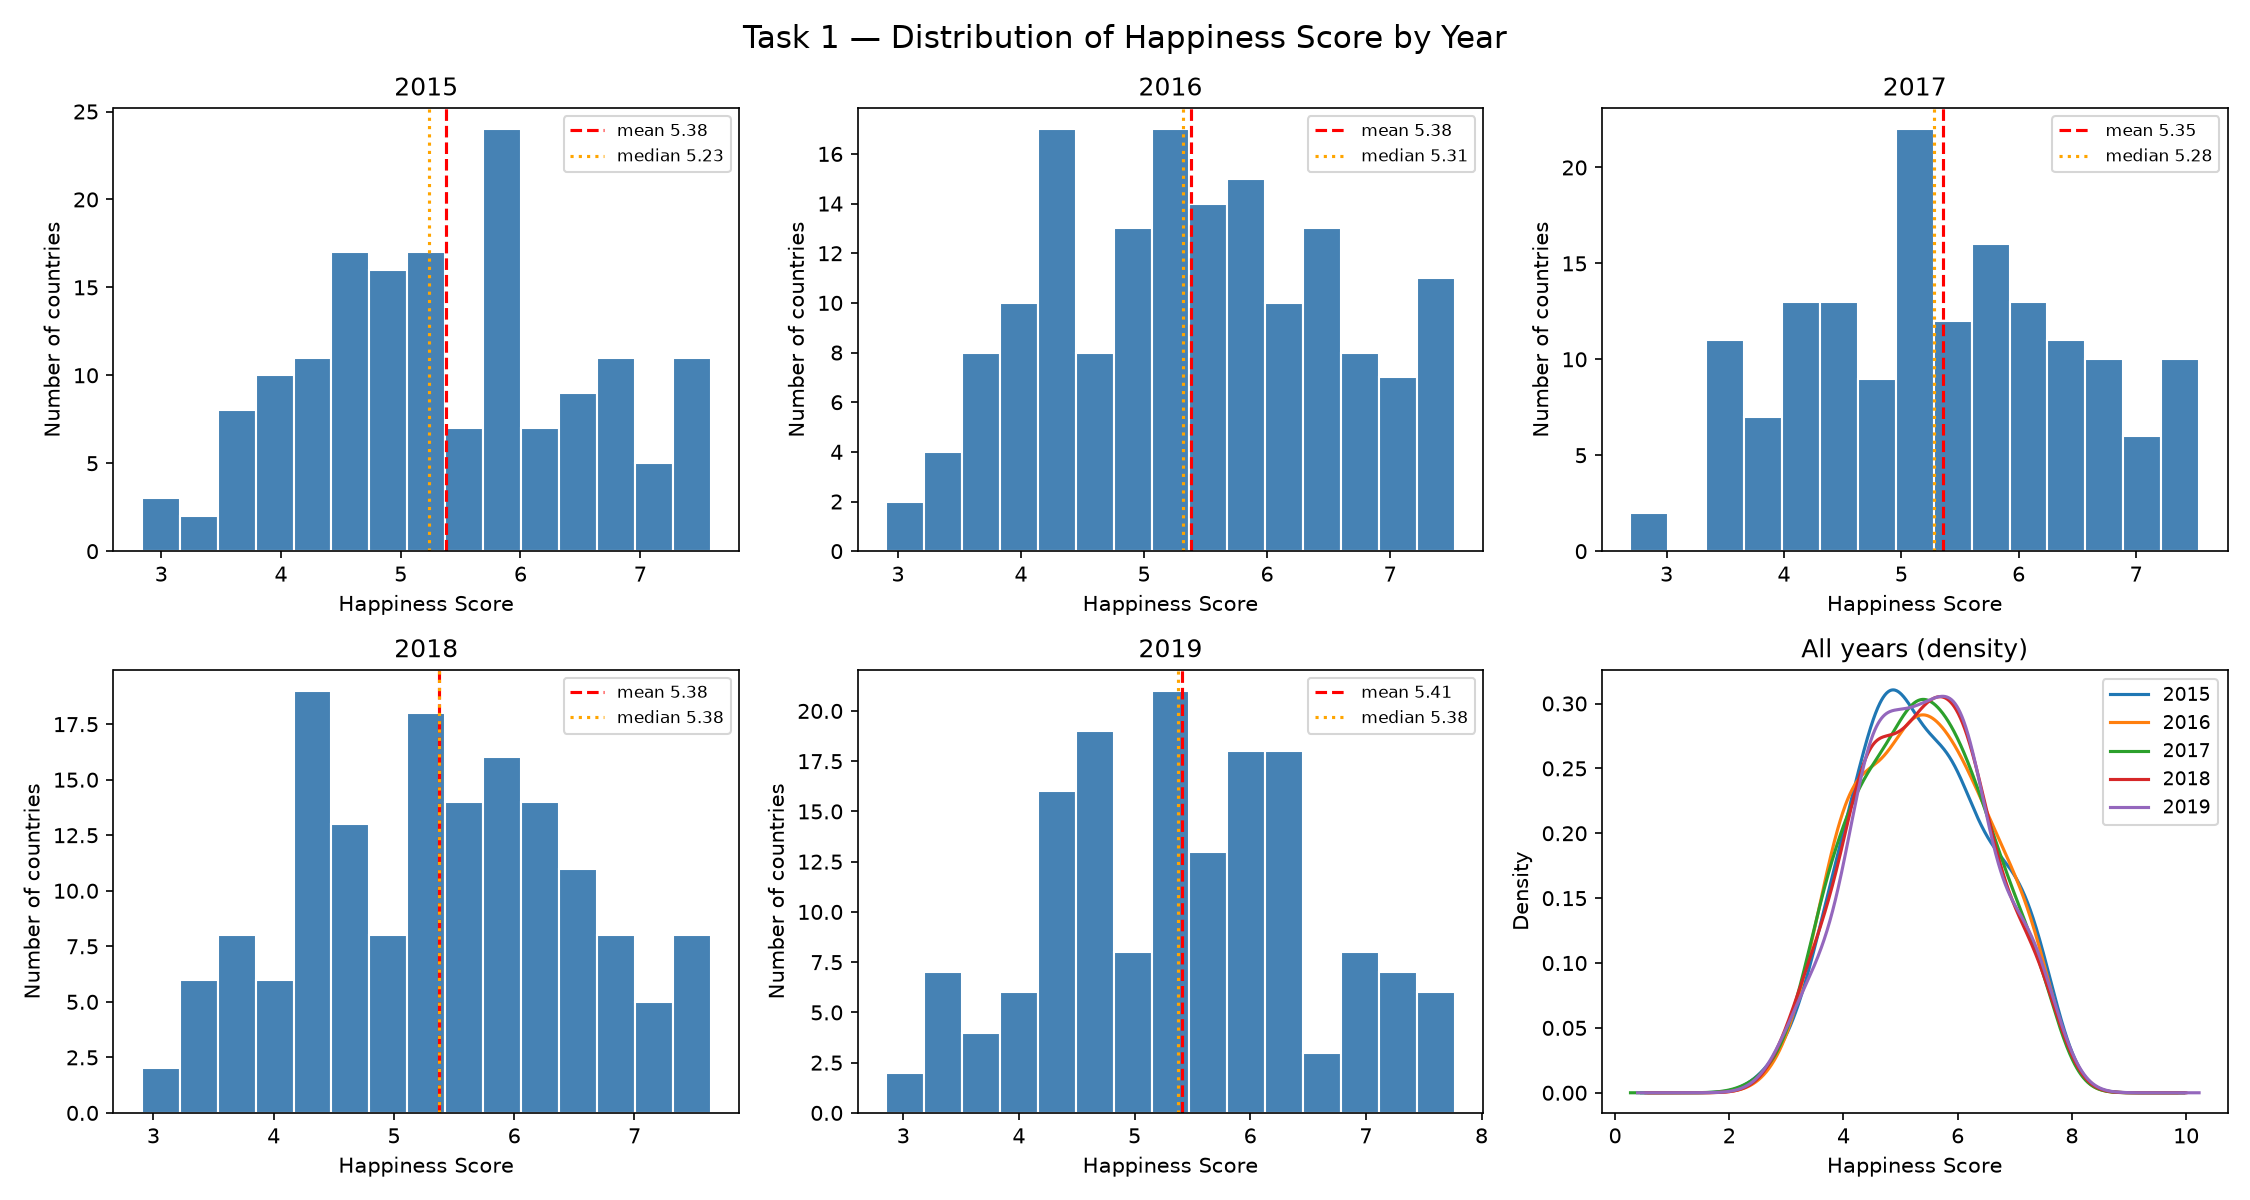 Task 1 — Distribution of Happiness Score by Year
2015
25
20
15
10
5
0
Number of countries
3 4 5 6 7
Happiness Score
mean 5.38
median 5.23
2016
16
14
12
10
8
6
4
2
0
Number of countries
3 4 5 6 7
Happiness Score
mean 5.38
median 5.31
2017
20
15
10
5
0
Number of countries
3 4 5 6 7
Happiness Score
mean 5.35
median 5.28
2018
17.5
15.0
12.5
10.0
7.5
5.0
2.5
0.0
Number of countries
3 4 5 6 7
Happiness Score
mean 5.38
median 5.38
2019
20.0
17.5
15.0
12.5
10.0
7.5
5.0
2.5
0.0
Number of countries
3 4 5 6 7 8
Happiness Score
mean 5.41
median 5.38
All years (density)
0.30
0.25
0.20
0.15
0.10
0.05
0.00
Density
0 2 4 6 8 10
Happiness Score
2015
2016
2017
2018
2019